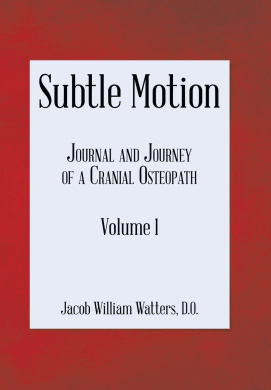 Subtle Motion
Journal and Journey
of a Cranial Osteopath
Volume 1
Jacob William Watters, D.O.